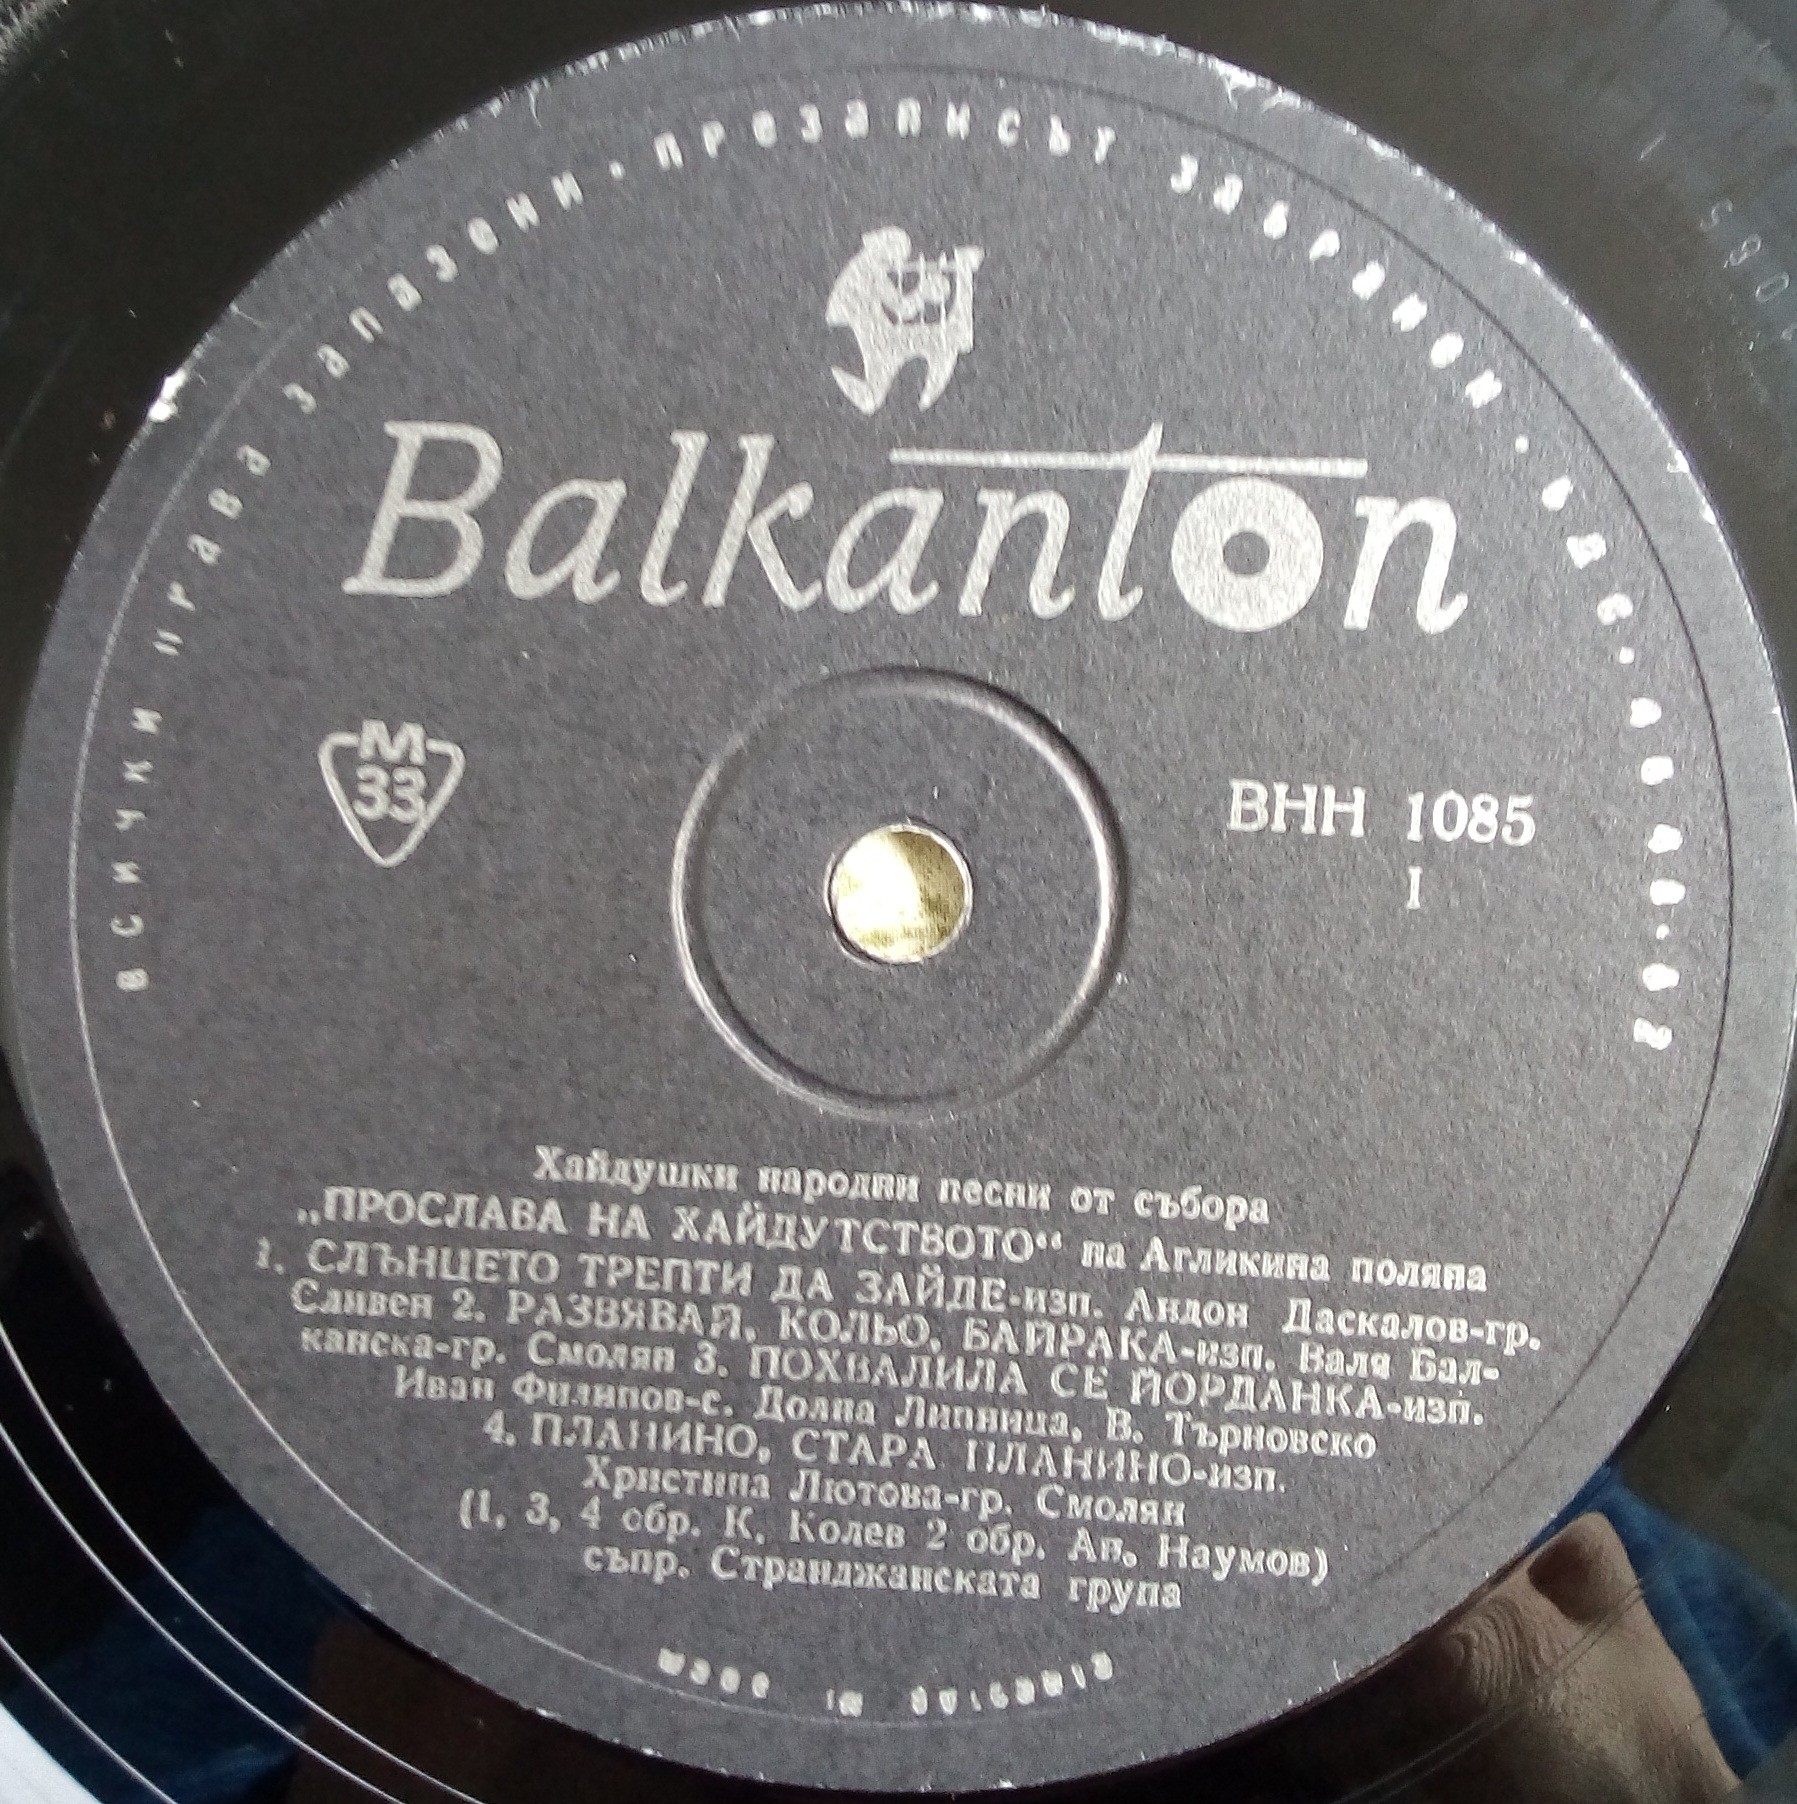 ВСИЧКИ ПРАВА ЗАПАЗЕНИ · ПРЕЗАПИСЪТ ЗАБРАНЕН · БДС ·
Balkanton
М
33
ВНН 1085
I
Хайдушки народни песни от събора
„ПРОСЛАВА НА ХАЙДУТСТВОТО“ на Агликина поляна
1. СЛЪНЦЕТО ТРЕПТИ ДА ЗАЙДЕ-изп. Андон Даскалов-гр.
Сливен 2. РАЗВЯВАЙ, КОЛЬО, БАЙРАКА-изп. Валя Бал-
канска-гр. Смолян 3. ПОХВАЛИЛА СЕ ЙОРДАНКА-изп.
Иван Филипов-с. Долна Липница, В. Търновско
4. ПЛАНИНО, СТАРА ПЛАНИНО-изп.
Христина Лютова-гр. Смолян
(1, 3, 4 обр. К. Колев 2 обр. Ап. Наумов)
съпр. Странджанската група
MADE IN BULGARIA